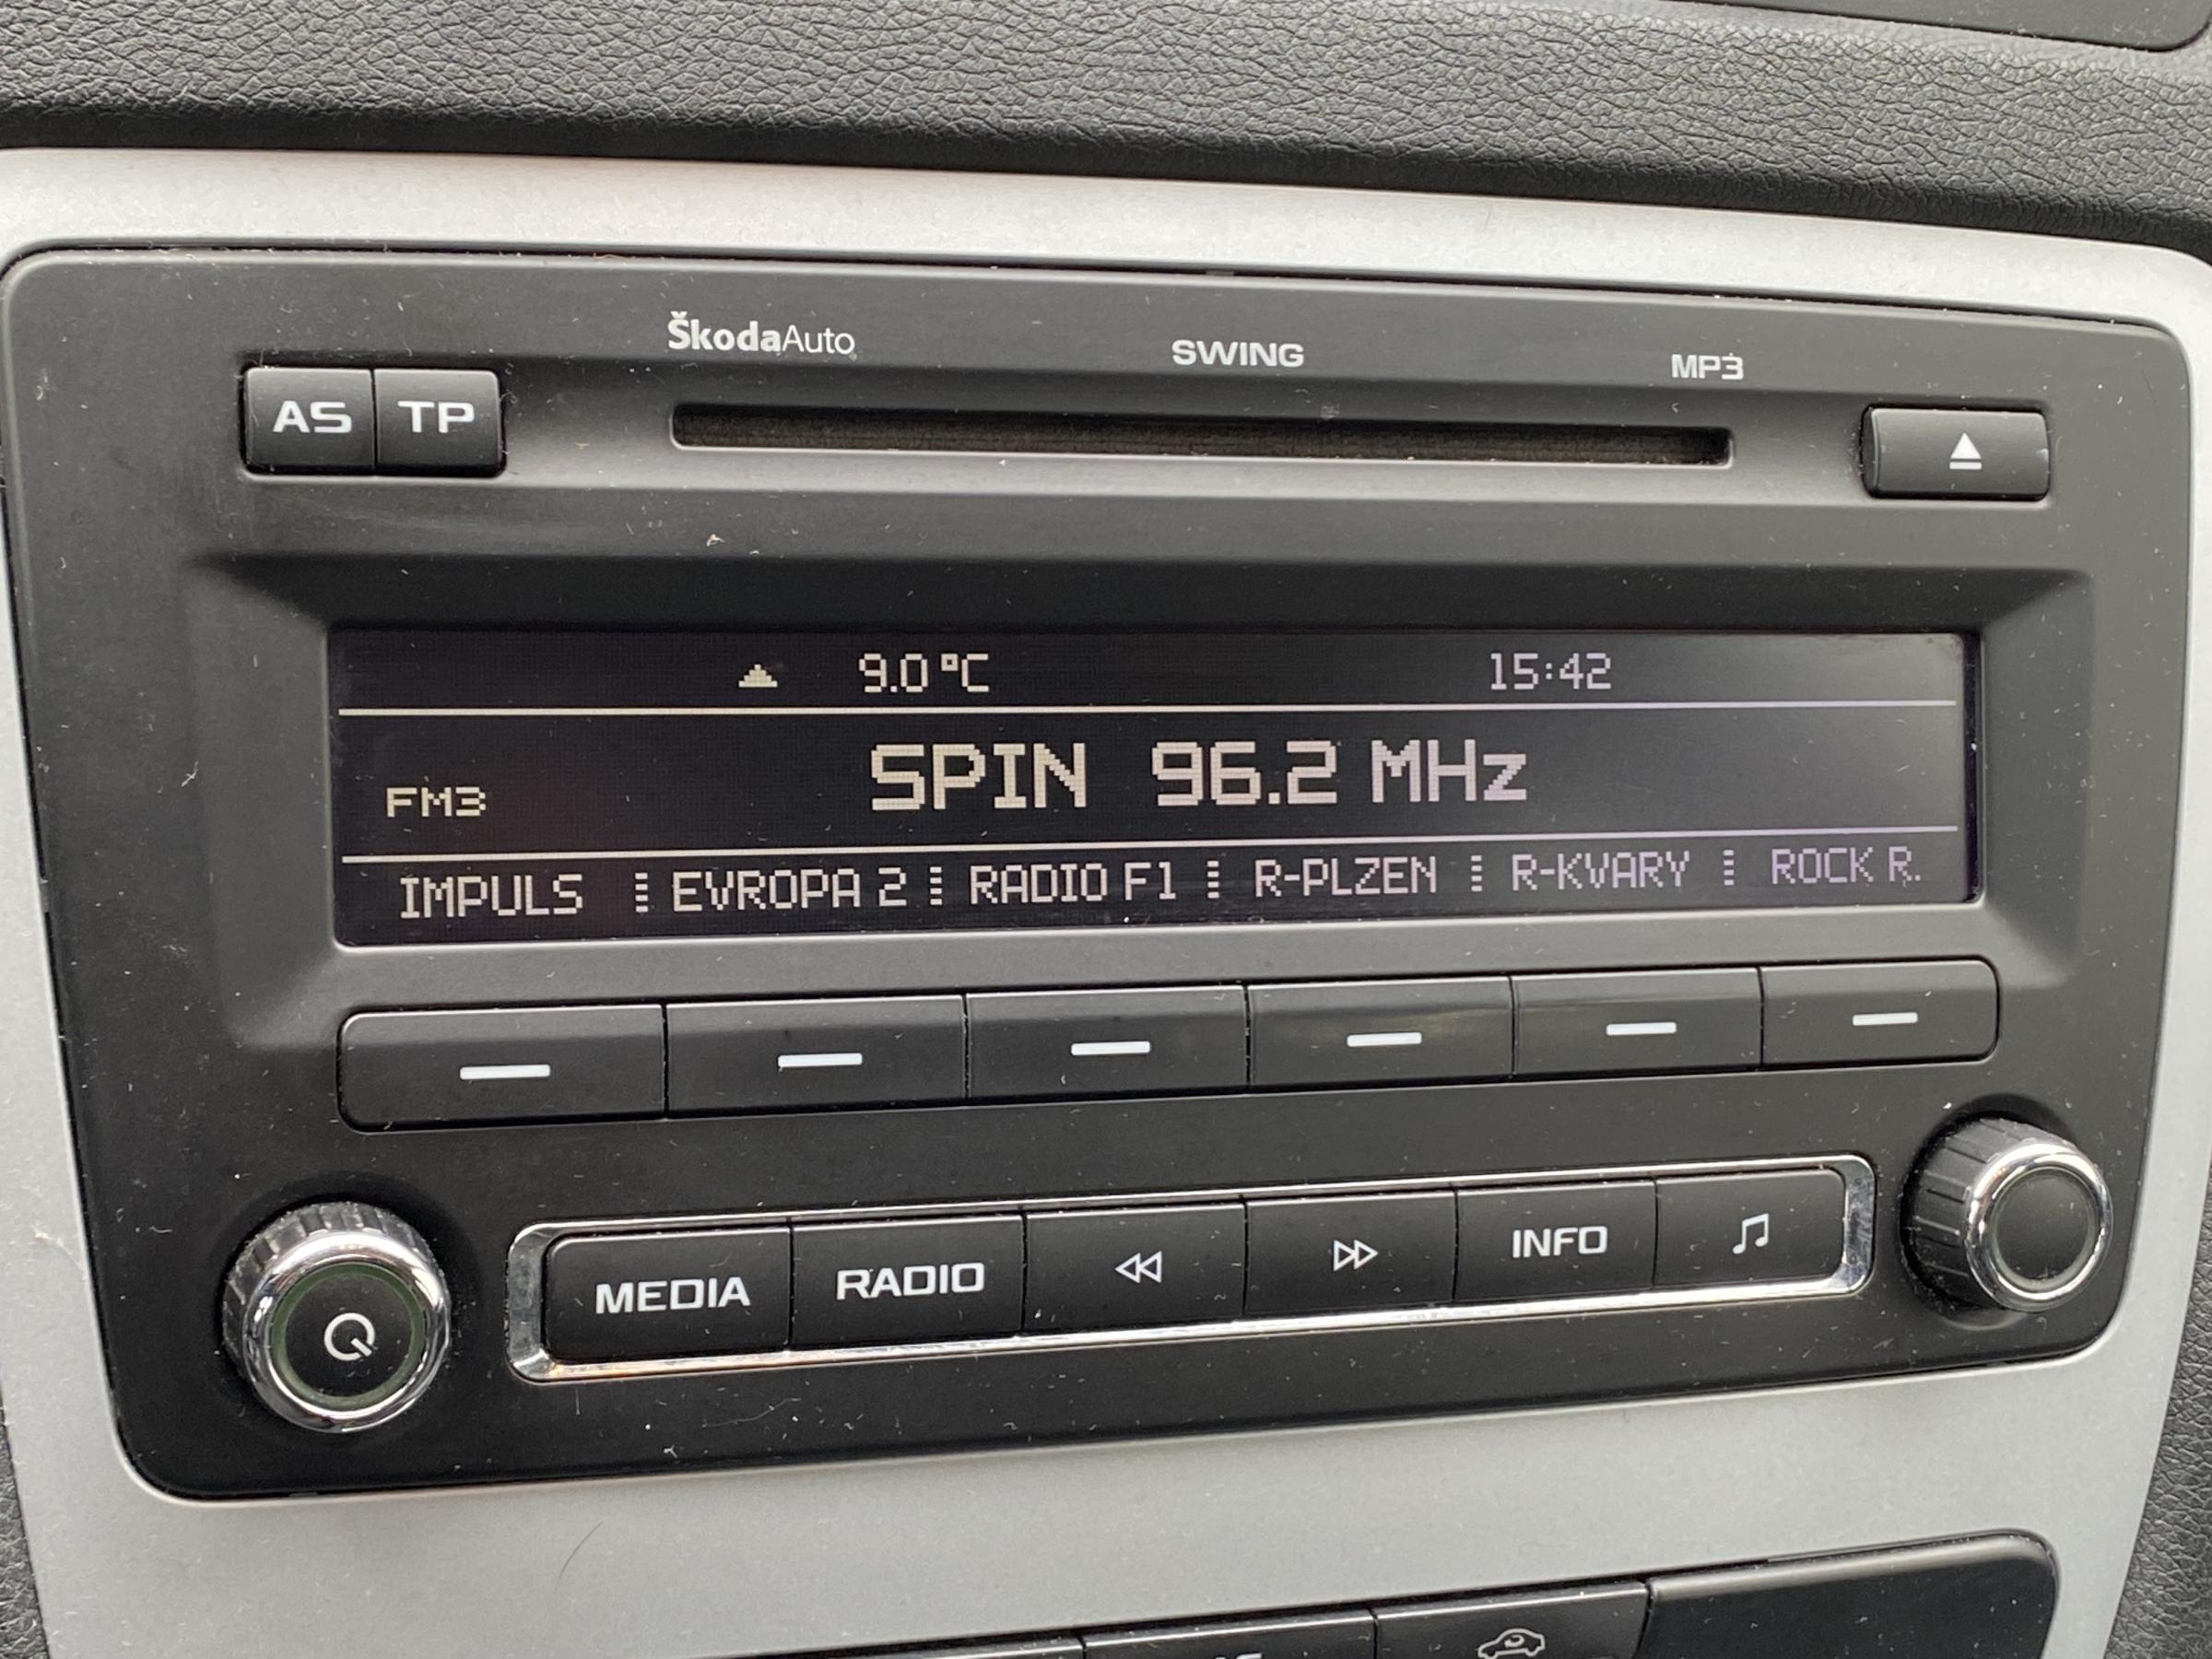 ŠkodaAuto SWING MP3
AS TP
9.0 °C 15:42
FM3 SPIN 96.2 MHz
IMPULS EVROPA 2 RADIO F1 R-PLZEN R-KVARY ROCK R.
MEDIA RADIO INFO